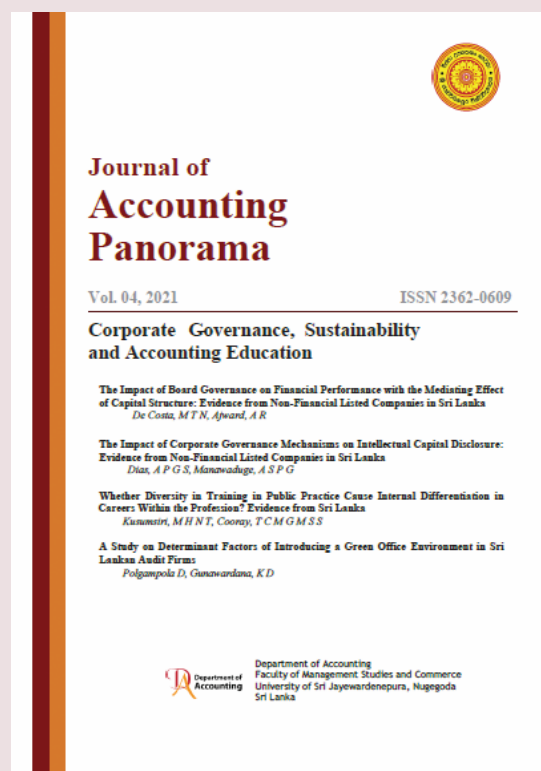 Journal of
Accounting
Panorama
Vol. 04, 2021 ISSN 2362-0609
Corporate Governance, Sustainability
and Accounting Education
The Impact of Board Governance on Financial Performance with the Mediating Effect
of Capital Structure: Evidence from Non-Financial Listed Companies in Sri Lanka
De Costa, M T N, Ajward, A R
The Impact of Corporate Governance Mechanisms on Intellectual Capital Disclosure:
Evidence from Non-Financial Listed Companies in Sri Lanka
Dias, A P G S, Manawaduge, A S P G
Whether Diversity in Training in Public Practice Cause Internal Differentiation in
Careers Within the Profession? Evidence from Sri Lanka
Kusumsiri, M H N T, Cooray, T C M G M S S
A Study on Determinant Factors of Introducing a Green Office Environment in Sri
Lankan Audit Firms
Polgampola D, Gunawardana, K D
Department of
Accounting
Department of Accounting
Faculty of Management Studies and Commerce
University of Sri Jayewardenepura, Nugegoda
Sri Lanka